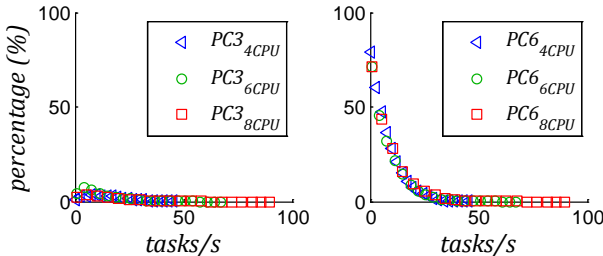 percentage (%)
100
50
0
0
50
100
tasks/s
PC3 4CPU
PC3 6CPU
PC3 8CPU
100
50
0
0
50
100
tasks/s
PC6 4CPU
PC6 6CPU
PC6 8CPU